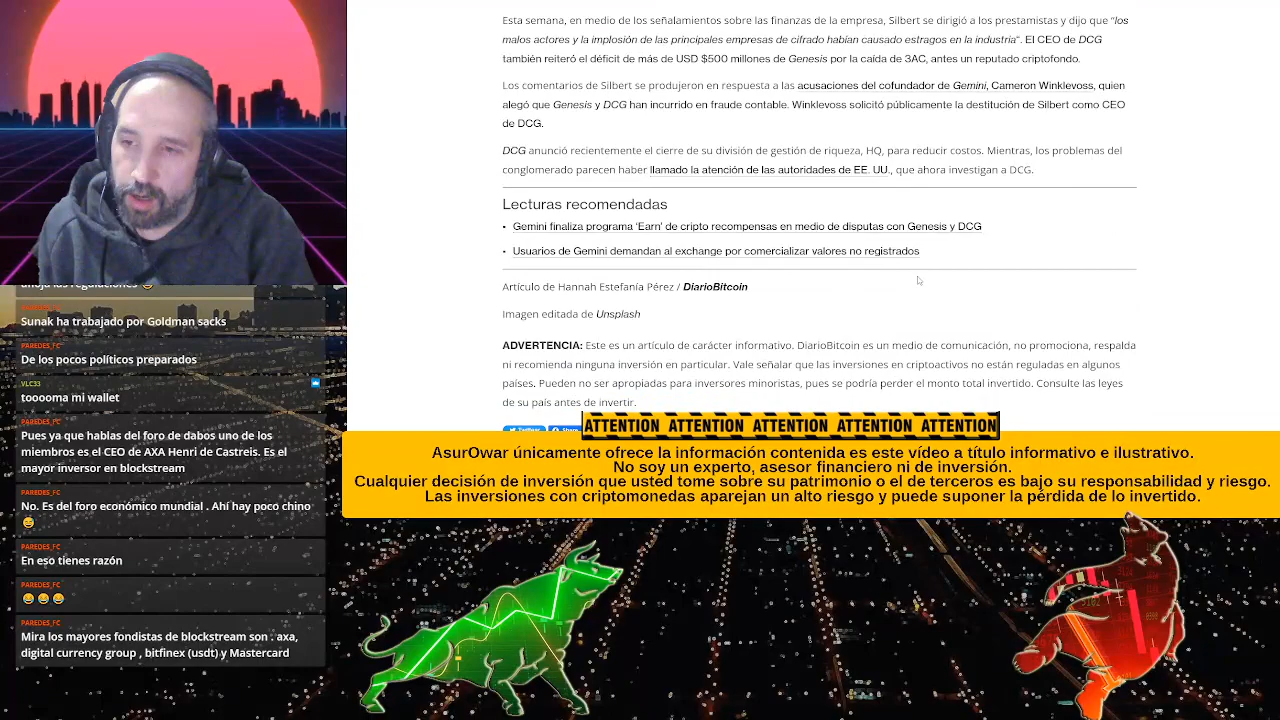 Esta semana, en medio de los señalamientos sobre las finanzas de la empresa, Silbert se dirigió a los prestamistas y dijo que “los
malos actores y la implosión de las principales empresas de cifrado habían causado estragos en la industria“. El CEO de DCG
también reiteró el déficit de más de USD $500 millones de Genesis por la caída de 3AC, antes un reputado criptofondo.
Los comentarios de Silbert se produjeron en respuesta a las acusaciones del cofundador de Gemini, Cameron Winklevoss, quien
alegó que Genesis y DCG han incurrido en fraude contable. Winklevoss solicitó públicamente la destitución de Silbert como CEO
de DCG.
DCG anunció recientemente el cierre de su división de gestión de riqueza, HQ, para reducir costos. Mientras, los problemas del
conglomerado parecen haber llamado la atención de las autoridades de EE. UU., que ahora investigan a DCG.
Lecturas recomendadas
• Gemini finaliza programa ‘Earn’ de cripto recompensas en medio de disputas con Genesis y DCG
• Usuarios de Gemini demandan al exchange por comercializar valores no registrados
Artículo de Hannah Estefanía Pérez / DiarioBitcoin
Imagen editada de Unsplash
ADVERTENCIA: Este es un artículo de carácter informativo. DiarioBitcoin es un medio de comunicación, no promociona, respalda
ni recomienda ninguna inversión en particular. Vale señalar que las inversiones en criptoactivos no están reguladas en algunos
países. Pueden no ser apropiadas para inversores minoristas, pues se podría perder el monto total invertido. Consulte las leyes
de su país antes de invertir.
ATTENTION ATTENTION ATTENTION ATTENTION ATTENTION
AsurOwar únicamente ofrece la información contenida es este vídeo a título informativo e ilustrativo.
No soy un experto, asesor financiero ni de inversión.
Cualquier decisión de inversión que usted tome sobre su patrimonio o el de terceros es bajo su responsabilidad y riesgo.
Las inversiones con criptomonedas aparejan un alto riesgo y puede suponer la pérdida de lo invertido.
PAREDES_FC
Sunak ha trabajado por Goldman sacks
PAREDES_FC
De los pocos políticos preparados
VLC33
tooooma mi wallet
PAREDES_FC
Pues ya que hablas del foro de dabos uno de los
miembros es el CEO de AXA Henri de Castreis. Es el
mayor inversor en blockstream
PAREDES_FC
No. Es del foro económico mundial . Ahí hay poco chino
😅
PAREDES_FC
En eso tienes razón
PAREDES_FC
😂 😂 😂
PAREDES_FC
Mira los mayores fondistas de blockstream son . axa,
digital currency group , bitfinex (usdt) y Mastercard